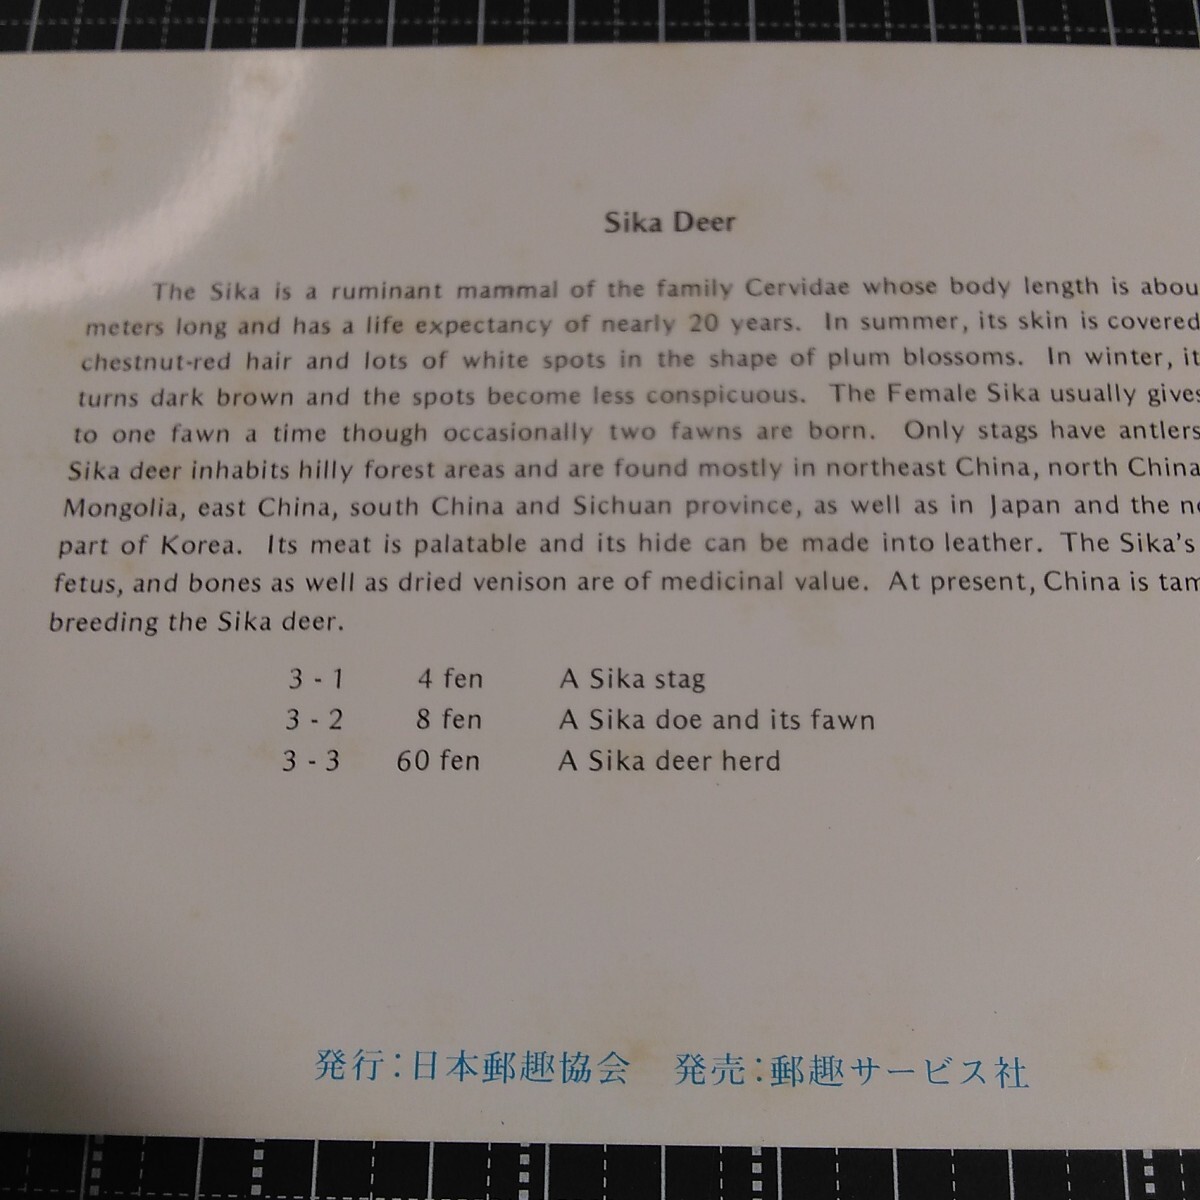 Sika Deer
The Sika is a ruminant mammal of the family Cervidae whose body length is abou
meters long and has a life expectancy of nearly 20 years. In summer, its skin is covered
chestnut-red hair and lots of white spots in the shape of plum blossoms. In winter, it
turns dark brown and the spots become less conspicuous. The Female Sika usually gives
to one fawn a time though occasionally two fawns are born. Only stags have antlers
Sika deer inhabits hilly forest areas and are found mostly in northeast China, north China
Mongolia, east China, south China and Sichuan province, as well as in Japan and the no
part of Korea. Its meat is palatable and its hide can be made into leather. The Sika's
fetus, and bones as well as dried venison are of medicinal value. At present, China is tam
breeding the Sika deer.
3 - 1 4 fen A Sika stag
3 - 2 8 fen A Sika doe and its fawn
3 - 3 60 fen A Sika deer herd
発行：日本郵趣協会 発売：郵趣サービス社